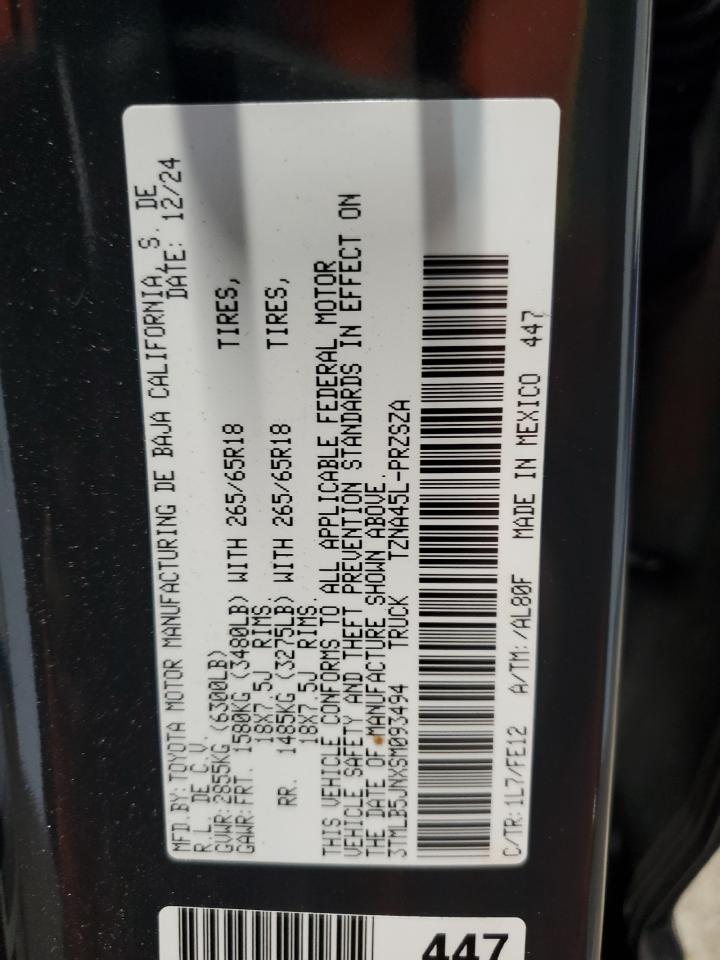 MFD.BY:TOYOTA MOTOR MANUFACTURING DE BAJA CALIFORNIA, S. DE
R.L. DE C.V. DATE: 12/24
GVWR:2855KG (6300LB)
GAWR:FRT. 1580KG (3480LB) WITH 265/65R18 TIRES,
18X7.5J RIMS
RR. 1485KG (3275LB) WITH 265/65R18 TIRES,
18X7.5J RIMS.
THIS VEHICLE CONFORMS TO ALL APPLICABLE FEDERAL MOTOR
VEHICLE SAFETY AND THEFT PREVENTION STANDARDS IN EFFECT ON
THE DATE OF MANUFACTURE SHOWN ABOVE.
3TMLB5JNXSM093494 TRUCK TZNA45L-PRZSZA
C/TR:1L7/FE12 A/TM:/AL80F MADE IN MEXICO 447
447